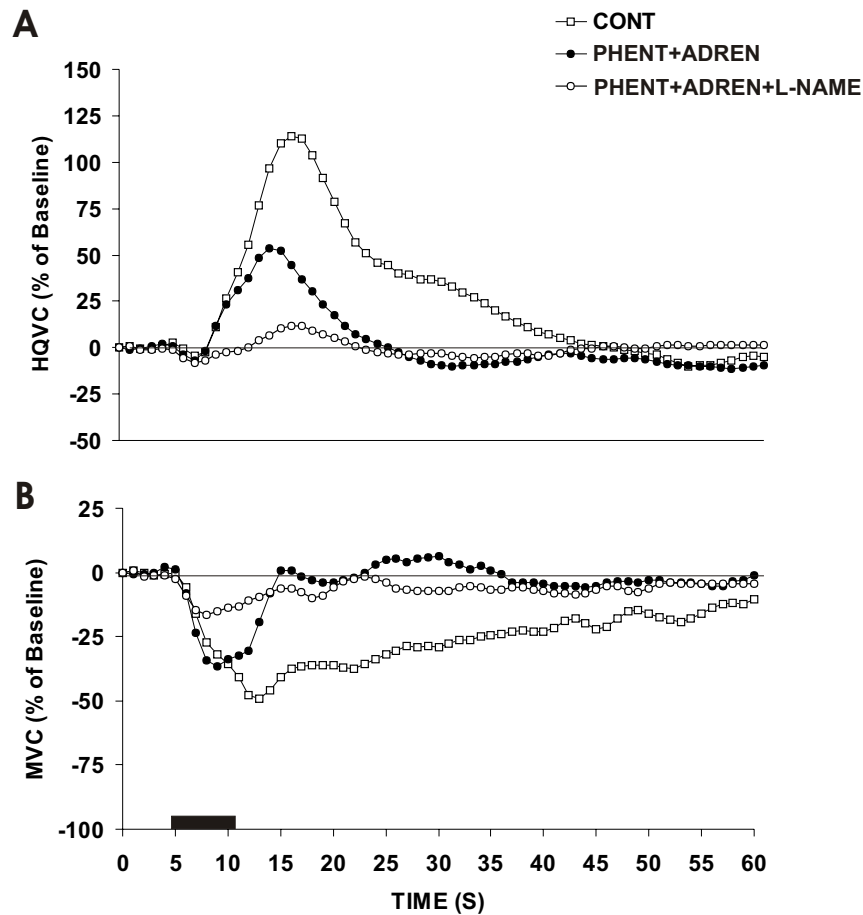 A
CONT
PHENT+ADREN
PHENT+ADREN+L-NAME
HQVC (% of Baseline)
150
125
100
75
50
25
0
-25
-50
B
MVC (% of Baseline)
25
0
-25
-50
-75
-100
0 5 10 15 20 25 30 35 40 45 50 55 60
TIME (S)